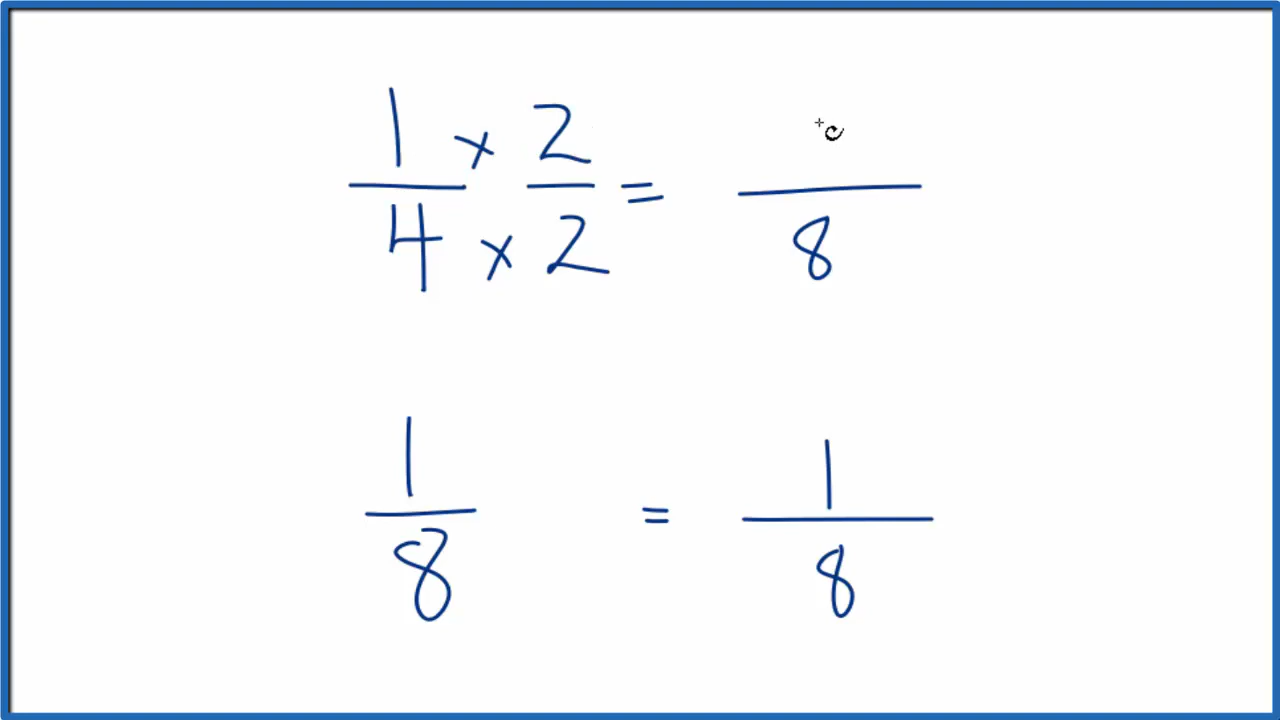 1 × 2
4 × 2 = 8
1 = 1
8 8